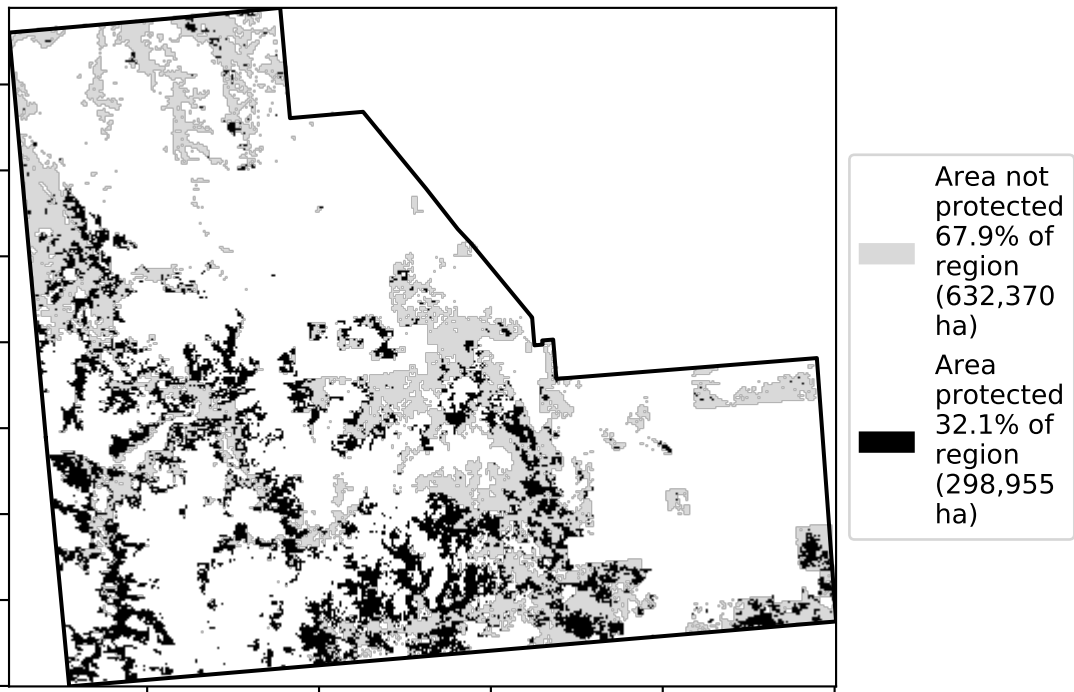 Area not
protected
67.9% of
region
(632,370
ha)
Area
protected
32.1% of
region
(298,955
ha)